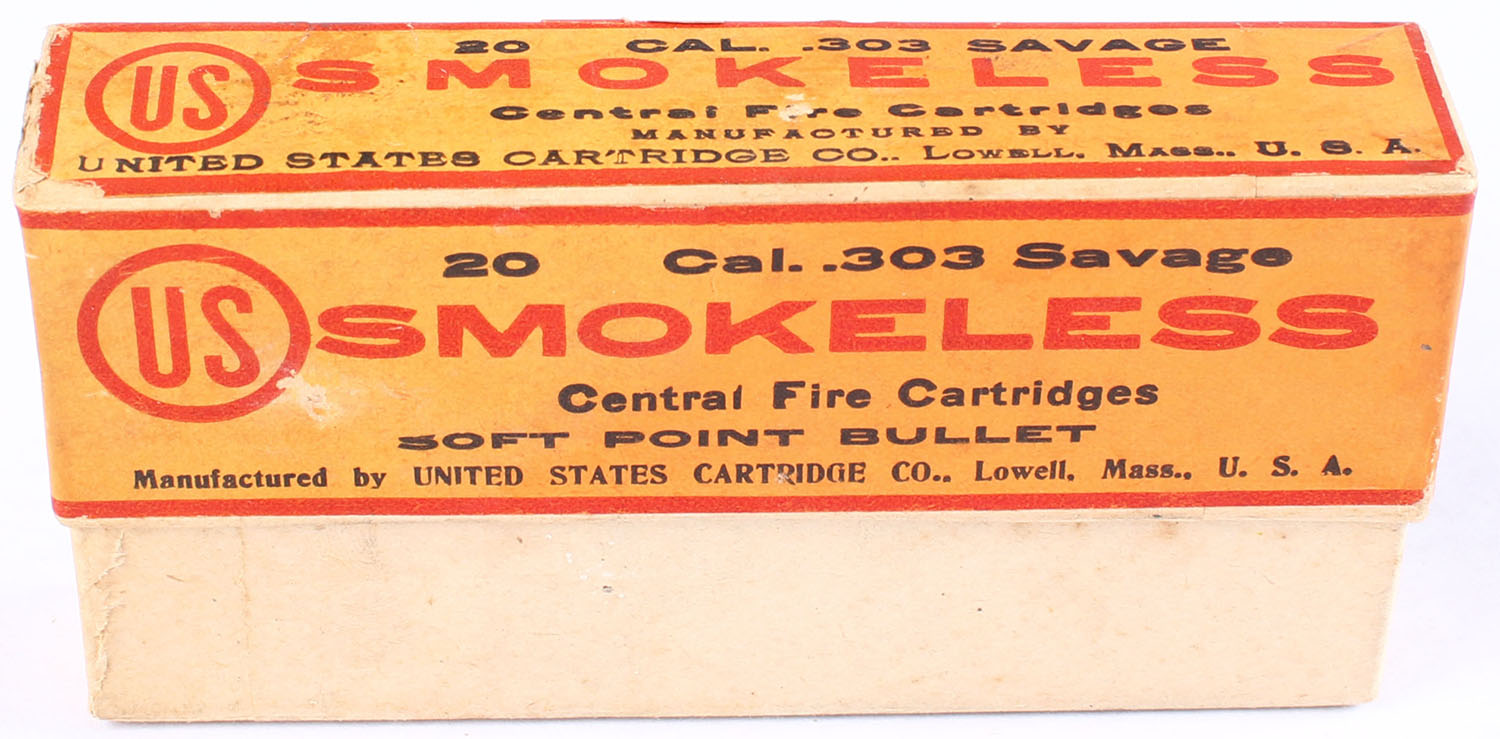 20 CAL. .303 SAVAGE
US SMOKELESS
Central Fire Cartridges
MANUFACTURED BY
UNITED STATES CARTRIDGE CO., LOWELL, MASS., U. S. A.
20 Cal. .303 Savage
US SMOKELESS
Central Fire Cartridges
SOFT POINT BULLET
Manufactured by UNITED STATES CARTRIDGE CO., Lowell, Mass., U. S. A.